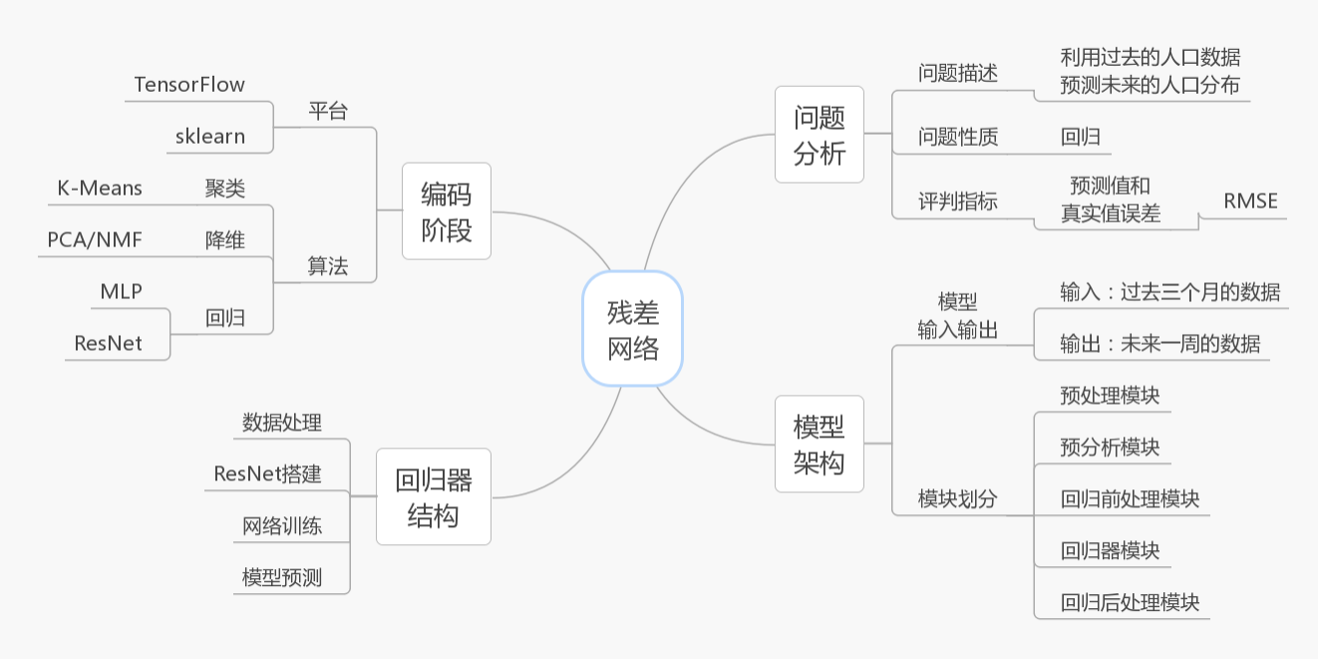 残差
网络
问题
分析
问题描述
利用过去的人口数据
预测未来的人口分布
问题性质
回归
评判指标
预测值和
真实值误差
RMSE
模型
架构
模型
输入输出
输入：过去三个月的数据
输出：未来一周的数据
模块划分
预处理模块
预分析模块
回归前处理模块
回归器模块
回归后处理模块
编码
阶段
平台
TensorFlow
sklearn
算法
聚类
K-Means
降维
PCA/NMF
回归
MLP
ResNet
回归器
结构
数据处理
ResNet搭建
网络训练
模型预测